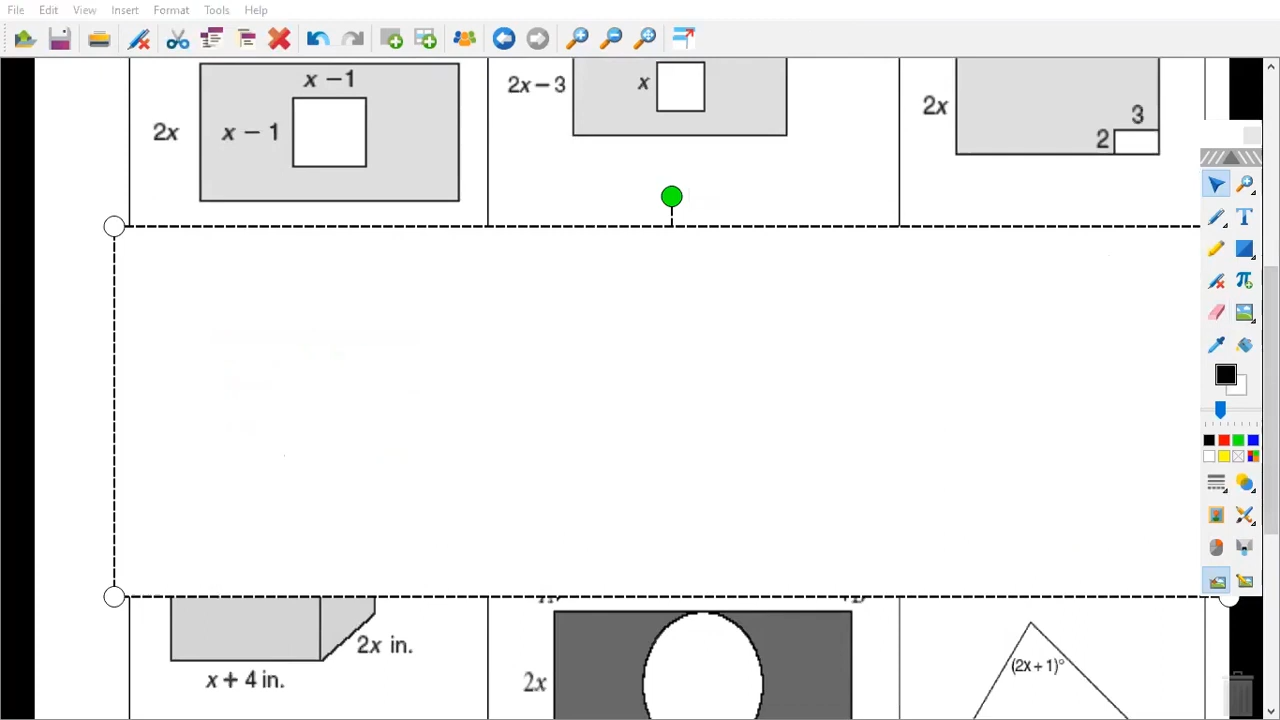 File Edit View Insert Format Tools Help
x −1
2x
x − 1
2x − 3
x
2x
3
2
2x in.
x + 4 in.
2x
(2x + 1)°